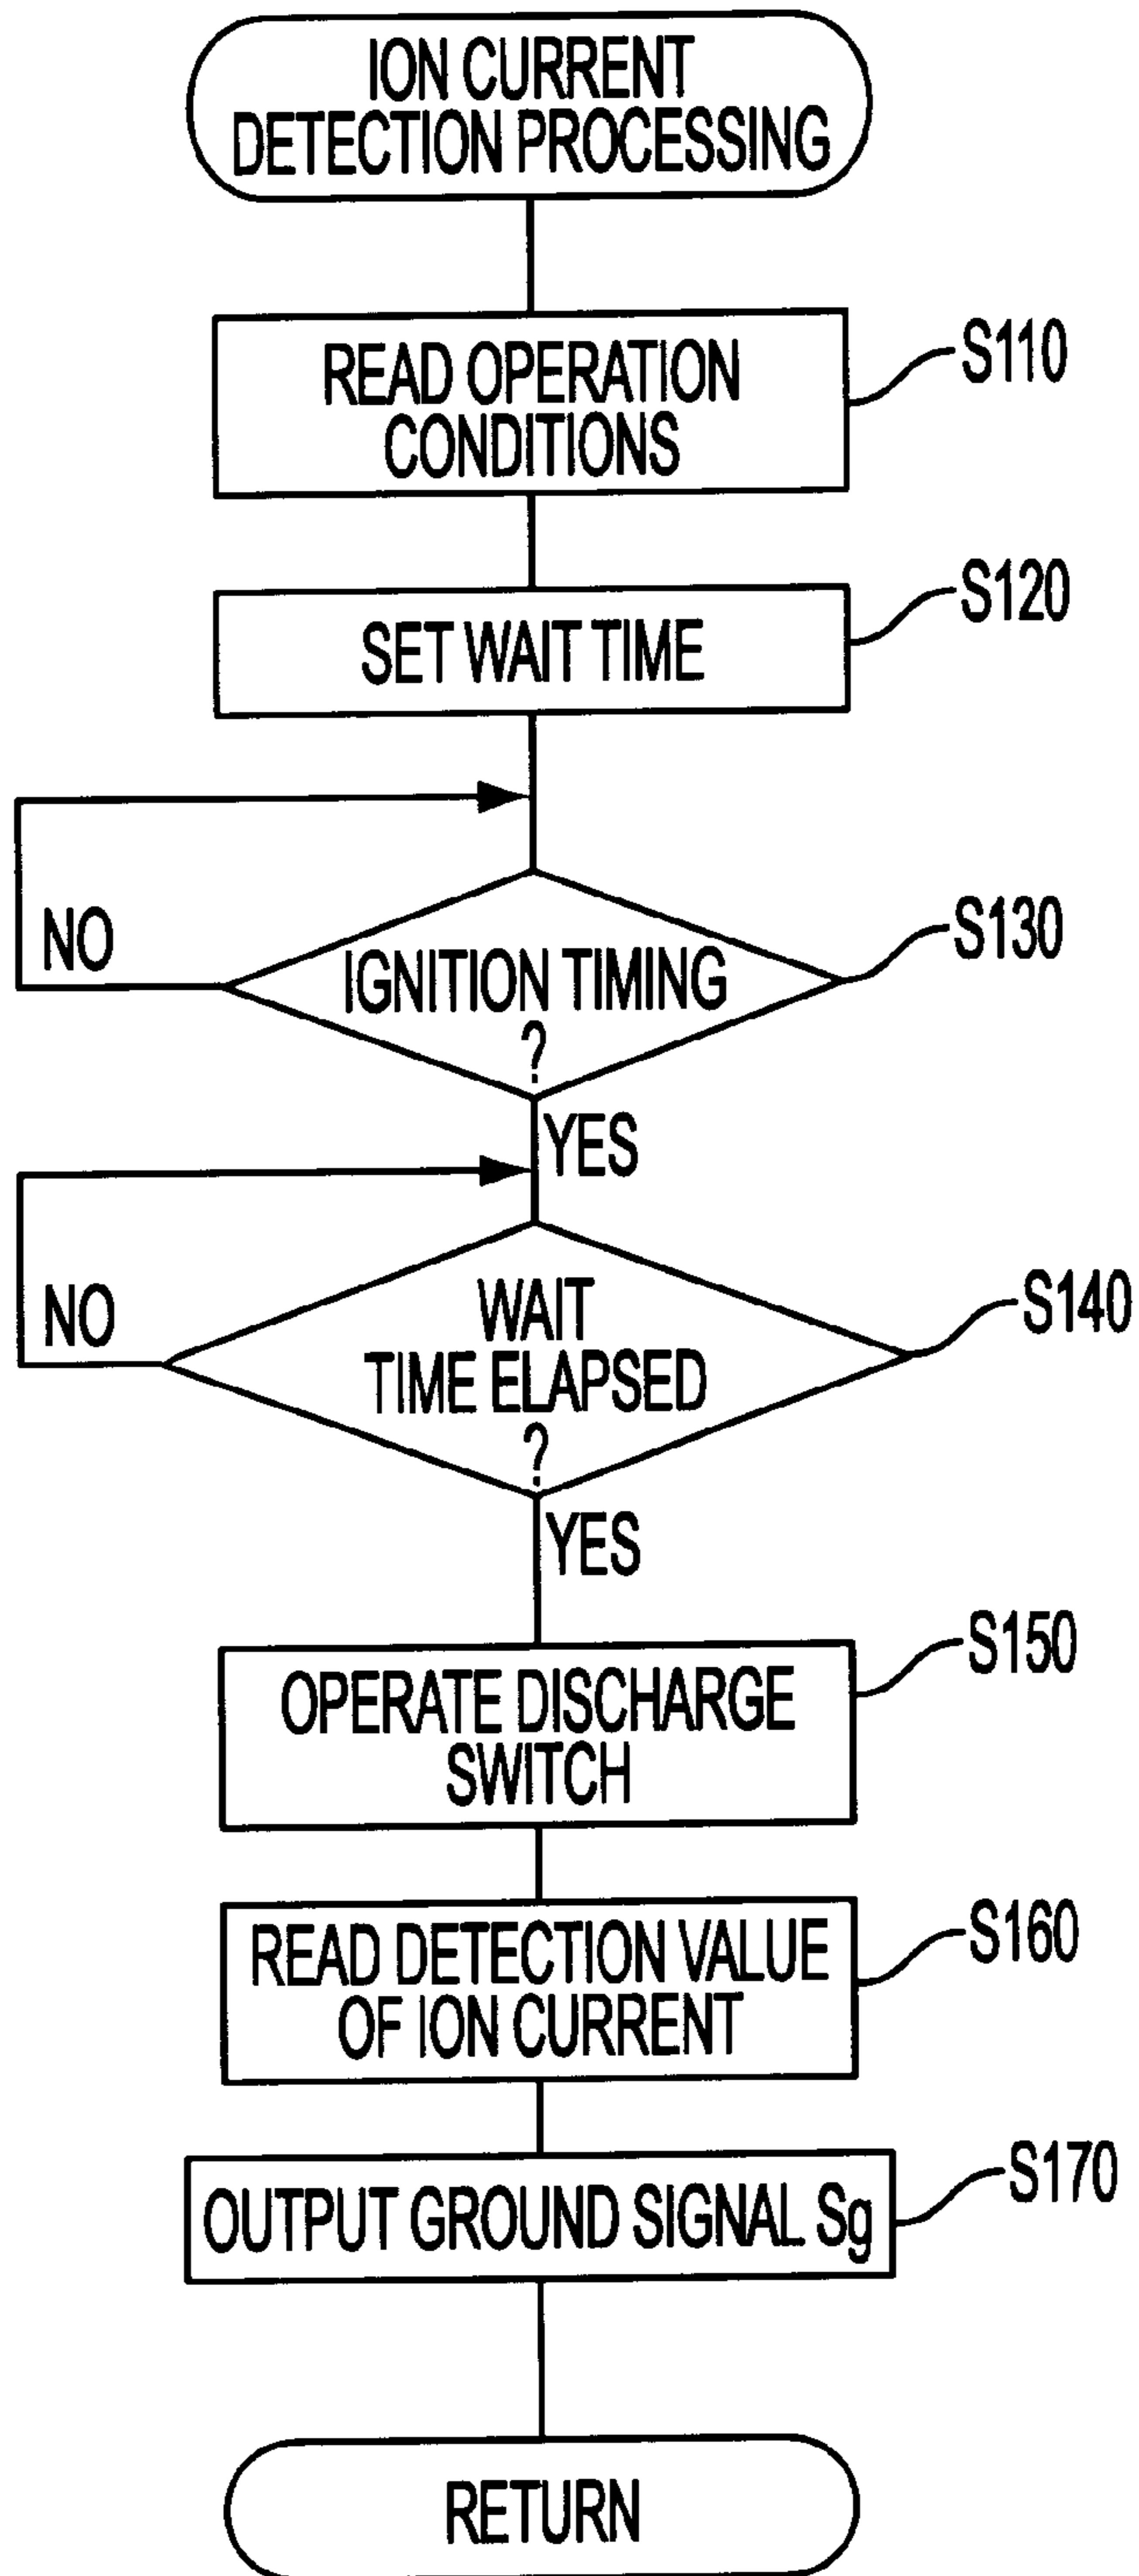 ION CURRENT
DETECTION PROCESSING
READ OPERATION
CONDITIONS
S110
SET WAIT TIME
S120
NO
IGNITION TIMING
?
S130
YES
NO
WAIT
TIME ELAPSED
?
S140
YES
OPERATE DISCHARGE
SWITCH
S150
READ DETECTION VALUE
OF ION CURRENT
S160
OUTPUT GROUND SIGNAL Sg
S170
RETURN